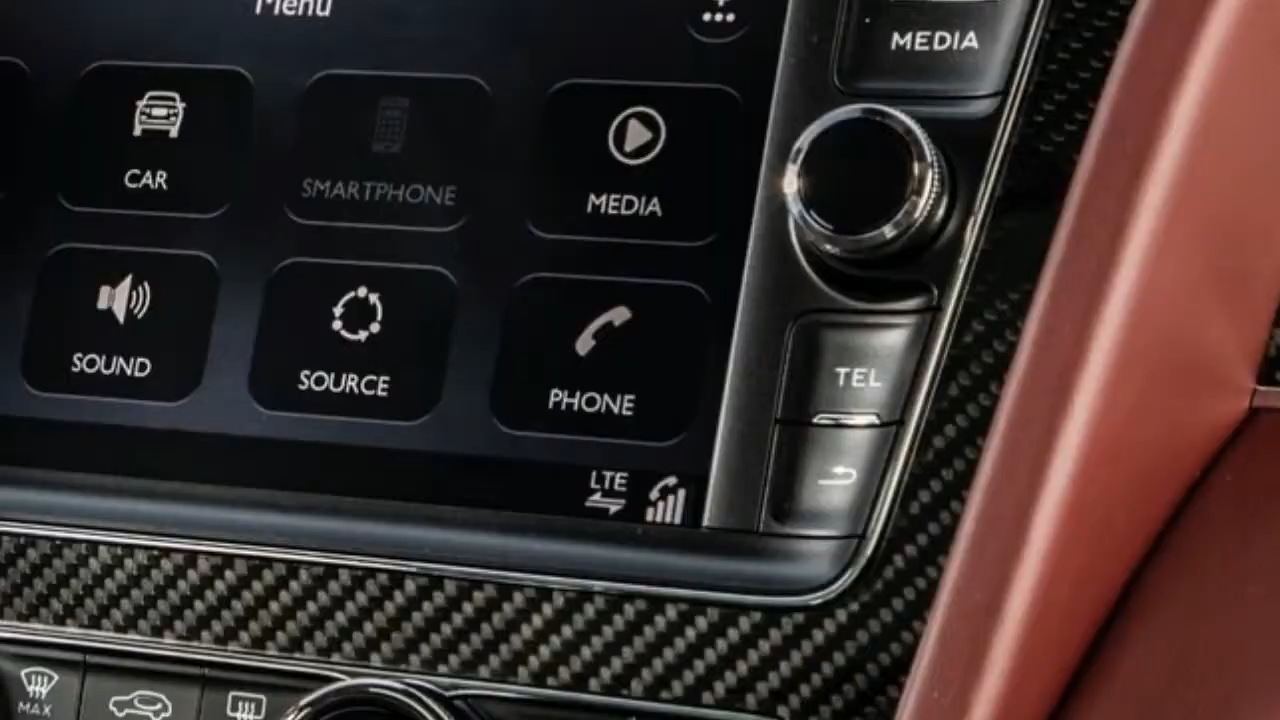 Menu
MEDIA
CAR
SMARTPHONE
MEDIA
SOUND
SOURCE
PHONE
TEL
LTE
MAX